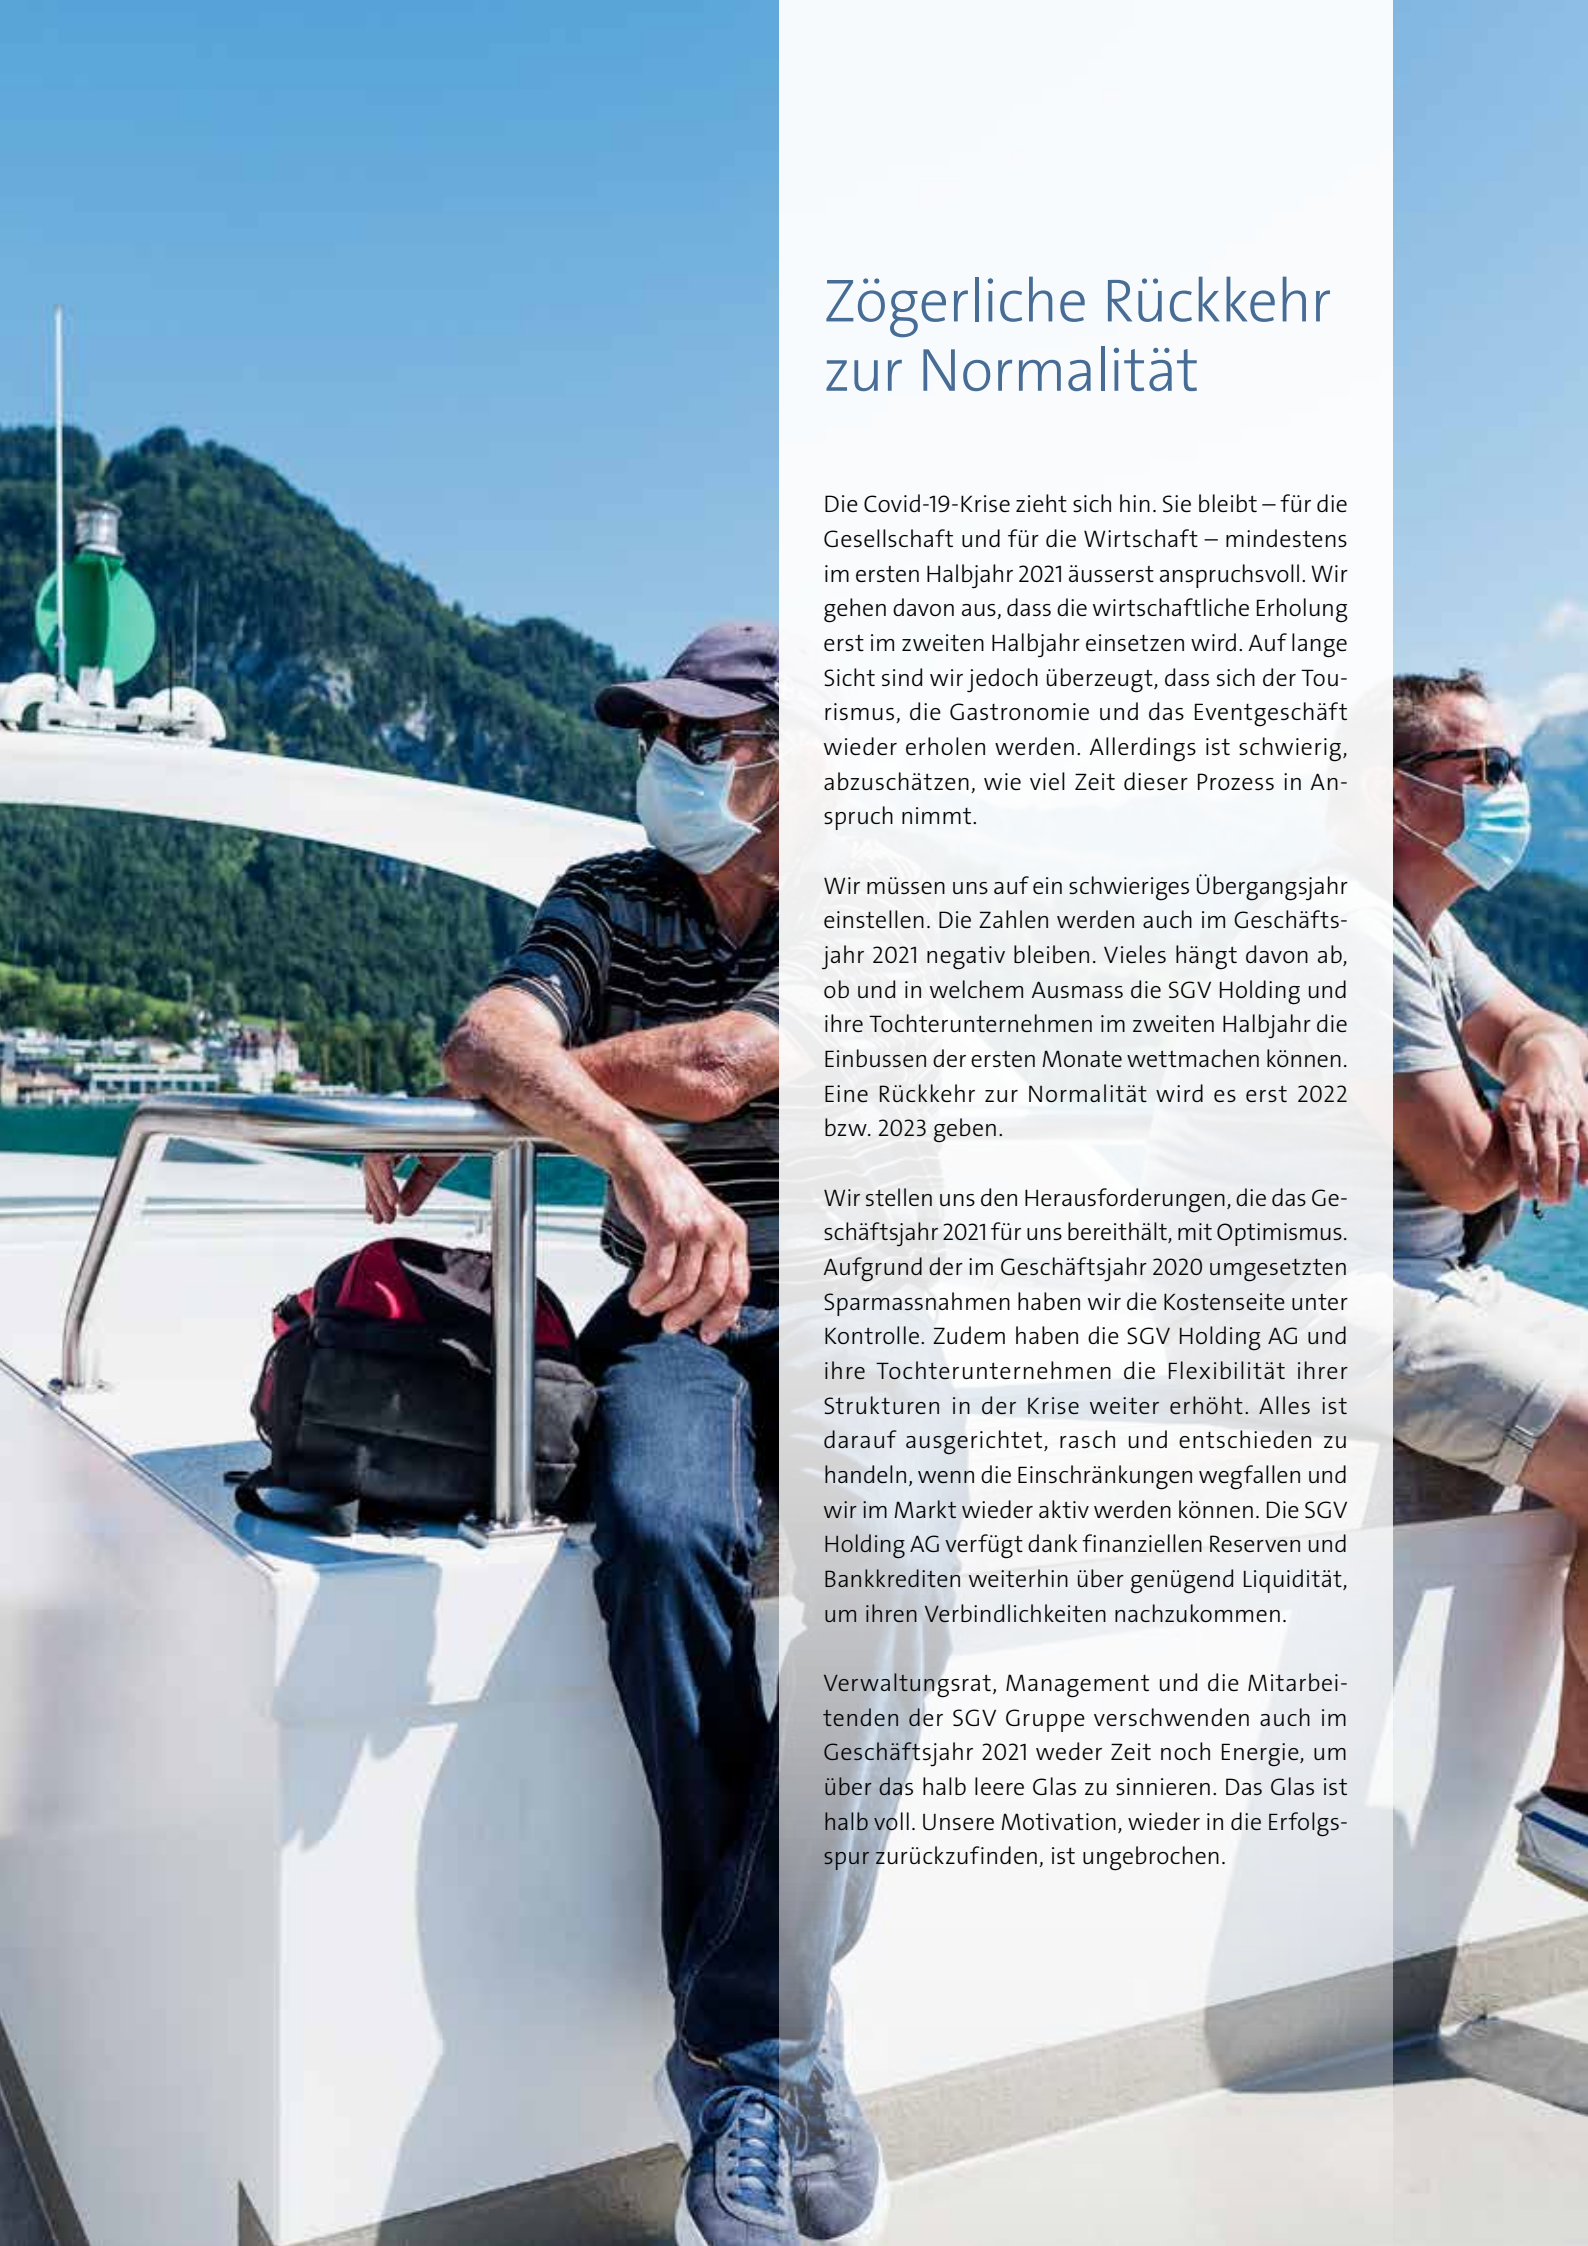 Zögerliche Rückkehr
zur Normalität
Die Covid-19-Krise zieht sich hin. Sie bleibt – für die
Gesellschaft und für die Wirtschaft – mindestens
im ersten Halbjahr 2021 äusserst anspruchsvoll. Wir
gehen davon aus, dass die wirtschaftliche Erholung
erst im zweiten Halbjahr einsetzen wird. Auf lange
Sicht sind wir jedoch überzeugt, dass sich der Tou-
rismus, die Gastronomie und das Eventgeschäft
wieder erholen werden. Allerdings ist schwierig,
abzuschätzen, wie viel Zeit dieser Prozess in An-
spruch nimmt.
Wir müssen uns auf ein schwieriges Übergangsjahr
einstellen. Die Zahlen werden auch im Geschäfts-
jahr 2021 negativ bleiben. Vieles hängt davon ab,
ob und in welchem Ausmass die SGV Holding und
ihre Tochterunternehmen im zweiten Halbjahr die
Einbussen der ersten Monate wettmachen können.
Eine Rückkehr zur Normalität wird es erst 2022
bzw. 2023 geben.
Wir stellen uns den Herausforderungen, die das Ge-
schäftsjahr 2021 für uns bereithält, mit Optimismus.
Aufgrund der im Geschäftsjahr 2020 umgesetzten
Sparmassnahmen haben wir die Kostenseite unter
Kontrolle. Zudem haben die SGV Holding AG und
ihre Tochterunternehmen die Flexibilität ihrer
Strukturen in der Krise weiter erhöht. Alles ist
darauf ausgerichtet, rasch und entschieden zu
handeln, wenn die Einschränkungen wegfallen und
wir im Markt wieder aktiv werden können. Die SGV
Holding AG verfügt dank finanziellen Reserven und
Bankkrediten weiterhin über genügend Liquidität,
um ihren Verbindlichkeiten nachzukommen.
Verwaltungsrat, Management und die Mitarbei-
tenden der SGV Gruppe verschwenden auch im
Geschäftsjahr 2021 weder Zeit noch Energie, um
über das halb leere Glas zu sinnieren. Das Glas ist
halb voll. Unsere Motivation, wieder in die Erfolgs-
spur zurückzufinden, ist ungebrochen.